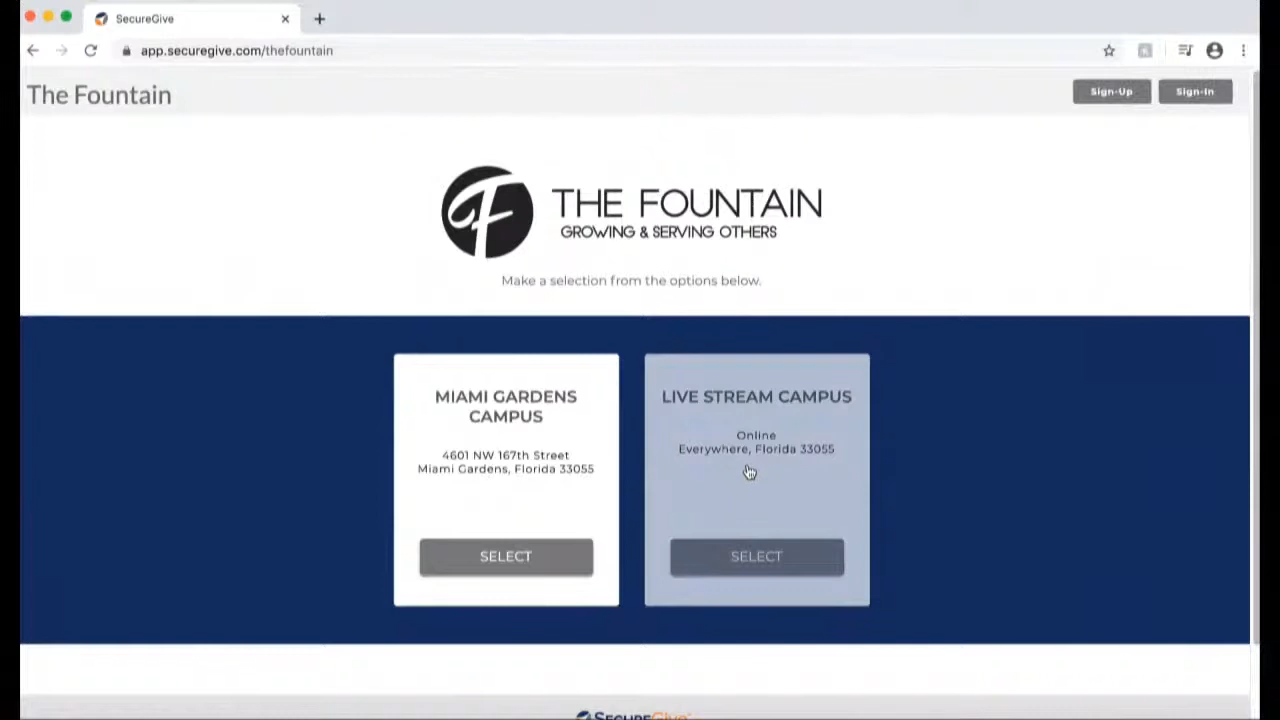 SecureGive
app.securegive.com/thefountain
The Fountain
Sign-Up
Sign-In
F
THE FOUNTAIN
GROWING & SERVING OTHERS
Make a selection from the options below.
MIAMI GARDENS
CAMPUS
4601 NW 167th Street
Miami Gardens, Florida 33055
SELECT
LIVE STREAM CAMPUS
Online
Everywhere, Florida 33055
SELECT
SECUREGIVE